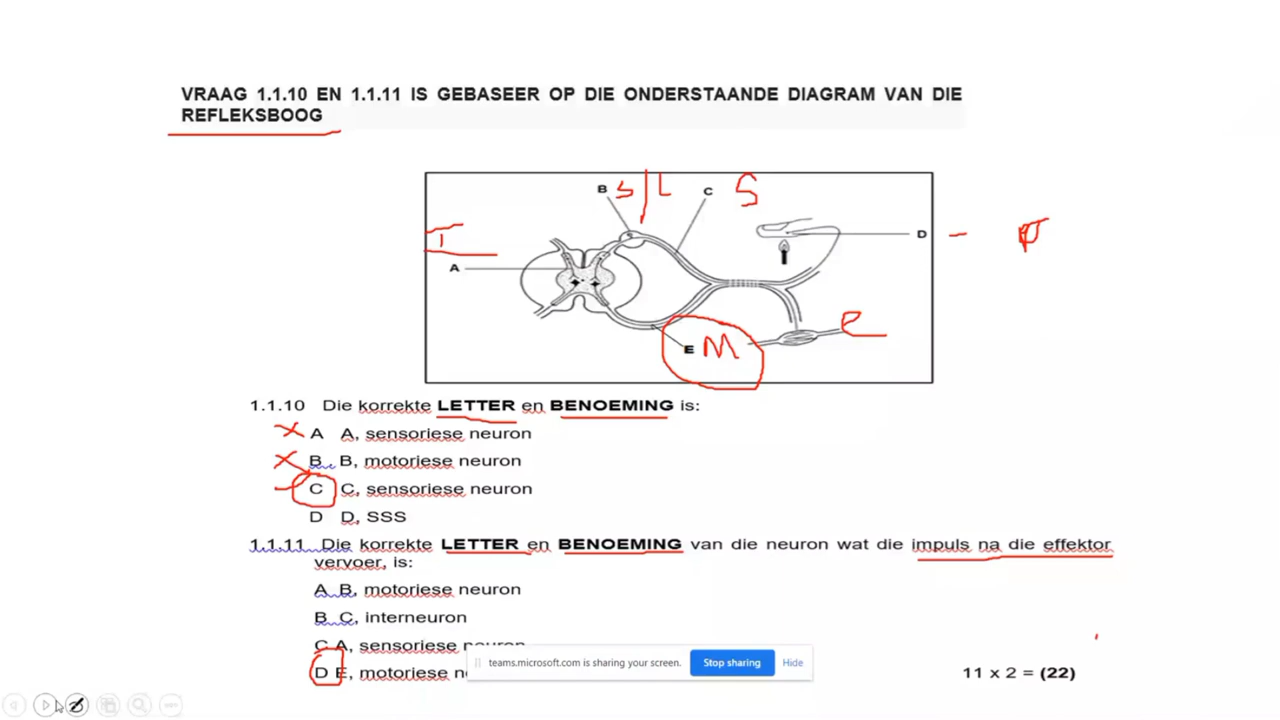 VRAAG 1.1.10 EN 1.1.11 IS GEBASEER OP DIE ONDERSTAANDE DIAGRAM VAN DIE
REFLEKSBOOG
B S L C S
D
I
A
e
E M
1.1.10 Die korrekte LETTER en BENOEMING is:
A A, sensoriese neuron
B B, motoriese neuron
C C, sensoriese neuron
D D, SSS
1.1.11 Die korrekte LETTER en BENOEMING van die neuron wat die impuls na die effektor
vervoer, is:
A B, motoriese neuron
B C, interneuron
C A, sensoriese neuron
D E, motoriese
teams.microsoft.com is sharing your screen. Stop sharing Hide
11 x 2 = (22)